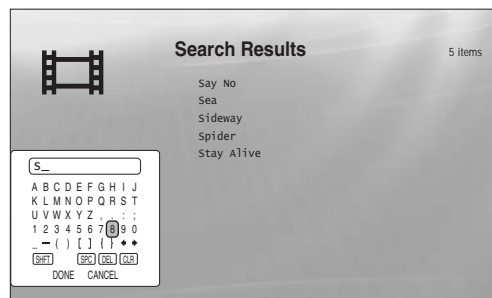 Search Results
5 items
Say No
Sea
Sideway
Spider
Stay Alive
S_
A B C D E F G H I J
K L M N O P Q R S T
U V W X Y Z , . : ;
1 2 3 4 5 6 7 8 9 0
_ – ( ) [ ] { }
SHFT SPC DEL CLR
DONE CANCEL